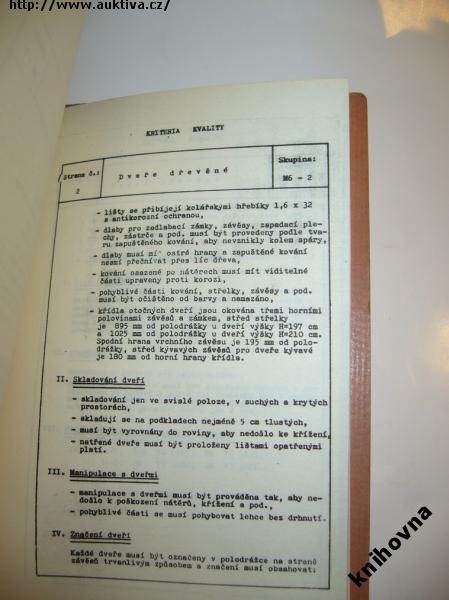 http://www.auktiva.cz/
KRITERIA KVALITY
Strana č.:
2
Dveře dřevěné
Skupina:
M6 - 2
- lišty se přibíjejí kolářskými hřebíky 1,6 x 32
s antikorozní ochranou,
- dlaby pro zadlabací zámky, závěsy, zapadací ple-
chy, zástrče a pod. musí být provedeny podle tva-
ru zapuštěného kování, aby nevznikly kolem spáry,
- dlaby musí mí' ostré hrany a zapuštěné kování
nesmí přečnívat přes líc dřeva,
- kování osazené po nátěrech musí mít viditelné
části upraveny proti korozi,
- pohyblivé části kování, střelky, závěsy a pod.
musí být očištěno od barvy a namazáno,
- křídla otočných dveří jsou okována třemi horními
polovinami závěsů a zámkem, střed střelky
je 895 mm od polodrážky u dveří výšky H=197 cm
a 1025 mm od polodrážky u dveří výšky H=210 cm.
Spodní hrana vrchního závěsu je 195 mm od polo-
drážky, střed kývavých závěsů pro dveře kývavé
je 180 mm od horní hrany křídla.
II. Skladování dveří
- skladování jen ve svislé poloze, v suchých a krytých
prostorách,
- skladují se na podkladech nejméně 5 cm tlustých,
- musí být vyrovnány do roviny, aby nedošlo ke křížení,
- natřené dveře musí být proloženy lištami opatřenými
plstí.
III. Manipulace s dveřmi
- manipulace s dveřmi musí být prováděna tak, aby ne-
došlo k poškození nátěrů, křížení a pod.,
- pohyblivé části se musí pohybovat lehce bez drhnutí.
IV. Značení dveří
Každé dveře musí být označeny v polodrážce na straně
závěsů trvanlivým způsobem a značení musí obsahovat:
knihovna